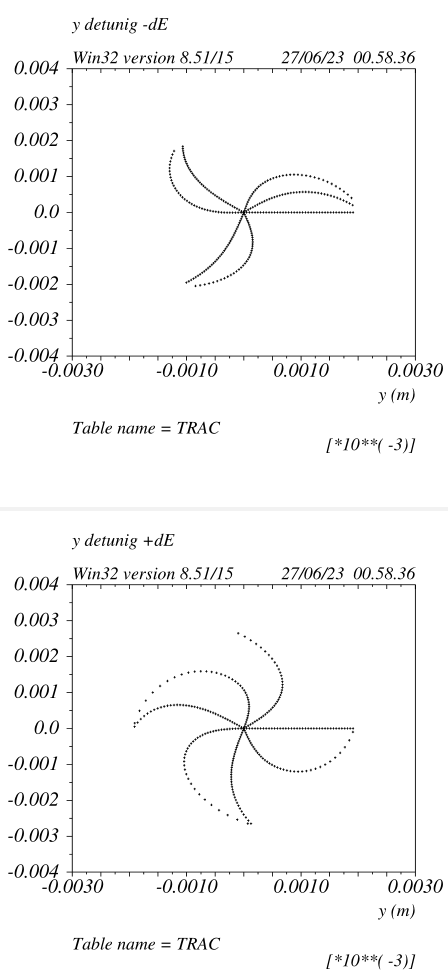 y detunig -dE
Win32 version 8.51/15 27/06/23 00.58.36
0.004
0.003
0.002
0.001
0.0
-0.001
-0.002
-0.003
-0.004
-0.0030 -0.0010 0.0010 0.0030
y (m)
Table name = TRAC
[*10**( -3)]
y detunig +dE
Win32 version 8.51/15 27/06/23 00.58.36
0.004
0.003
0.002
0.001
0.0
-0.001
-0.002
-0.003
-0.004
-0.0030 -0.0010 0.0010 0.0030
y (m)
Table name = TRAC
[*10**( -3)]